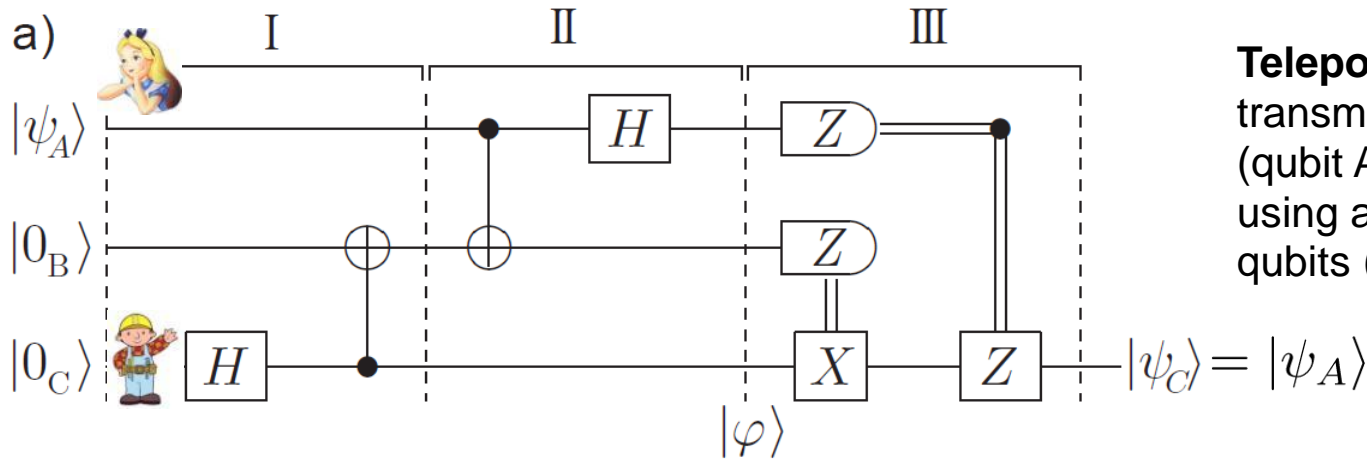 a) I II III
|ψ_A⟩ H Z
|0_B⟩ Z
|0_C⟩ H X Z |ψ_C⟩ = |ψ_A⟩
|φ⟩
Telepo
transm
(qubit A
using a
qubits (